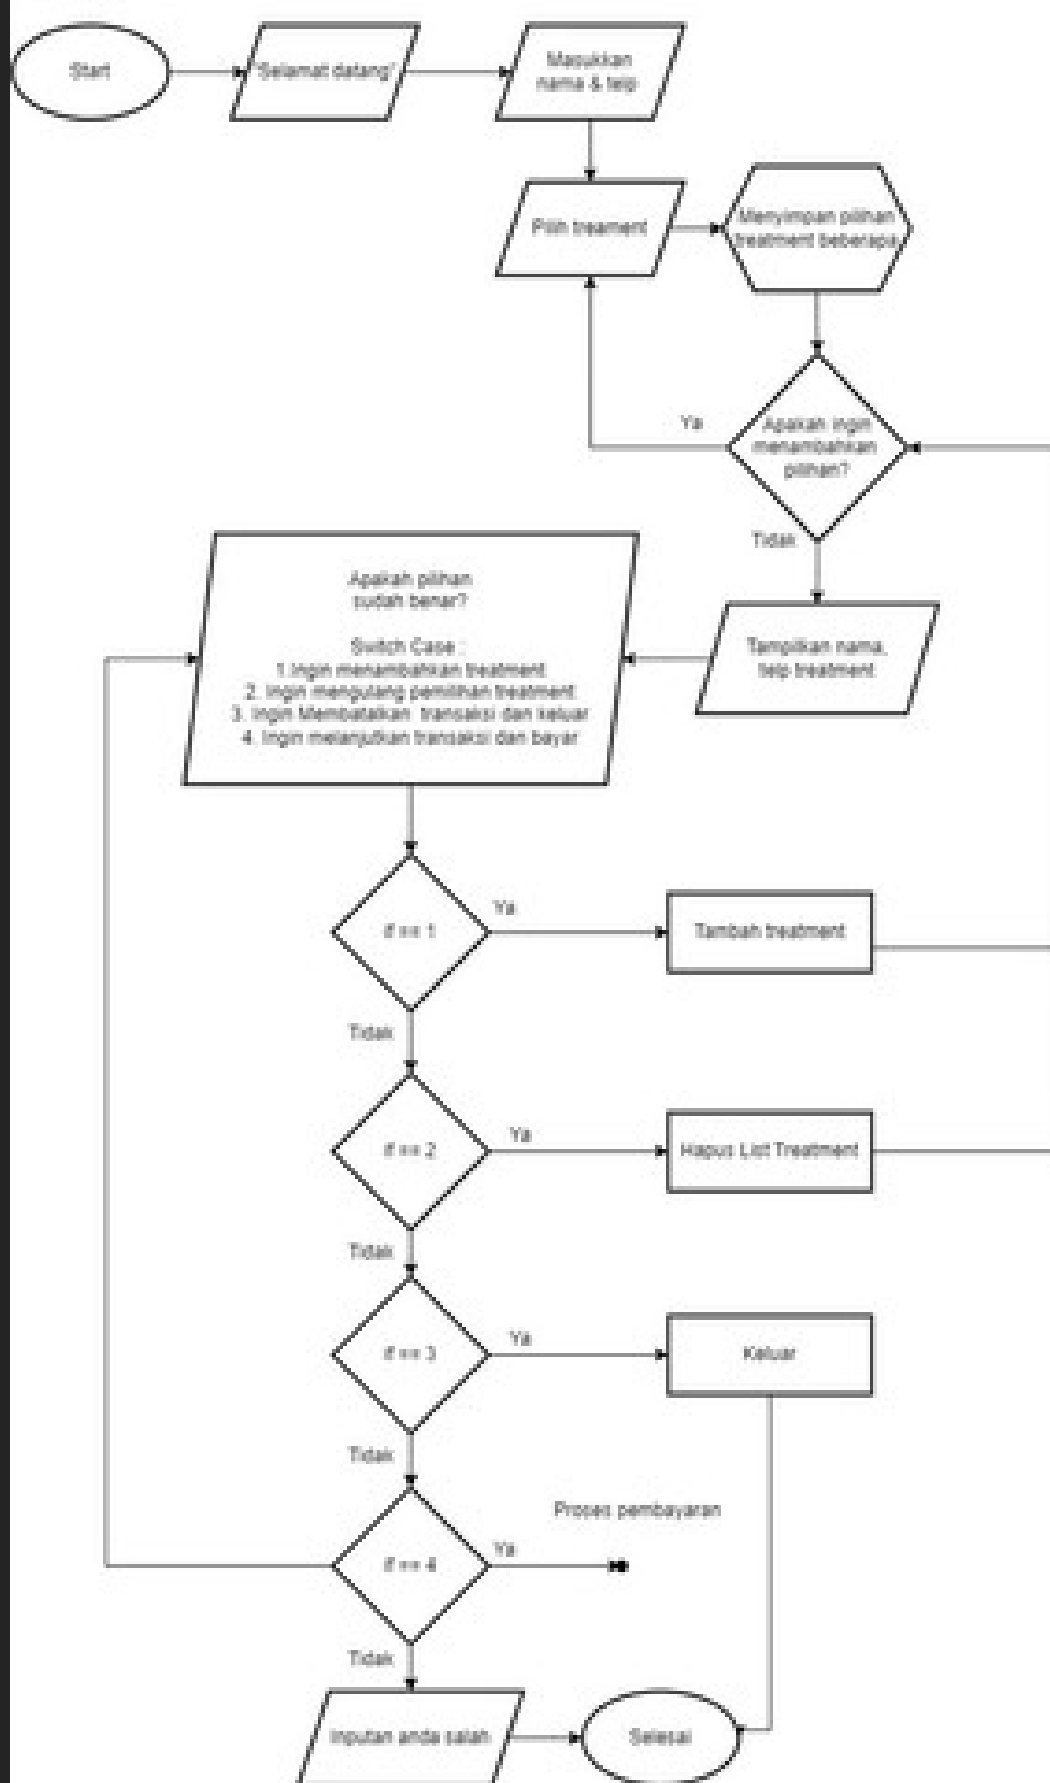 Start
"Selamat datang"
Masukkan
nama & telp
Pilih treament
Menyimpan pilihan
treatment beberapa
Ya
Apakah ingin
menambahkan
pilihan?
Tidak
Apakah pilihan
sudah benar?
Switch Case :
1.Ingin menambahkan treatment
2. Ingin mengulang pemilihan treatment
3. Ingin Membatalkan transaksi dan keluar
4. Ingin melanjutkan transaksi dan bayar
Tampilkan nama,
telp treatment
if == 1
Ya
Tambah treatment
Tidak
if == 2
Ya
Hapus List Treatment
Tidak
if == 3
Ya
Keluar
Tidak
Proses pembayaran
if == 4
Ya
Tidak
Inputan anda salah
Selesai